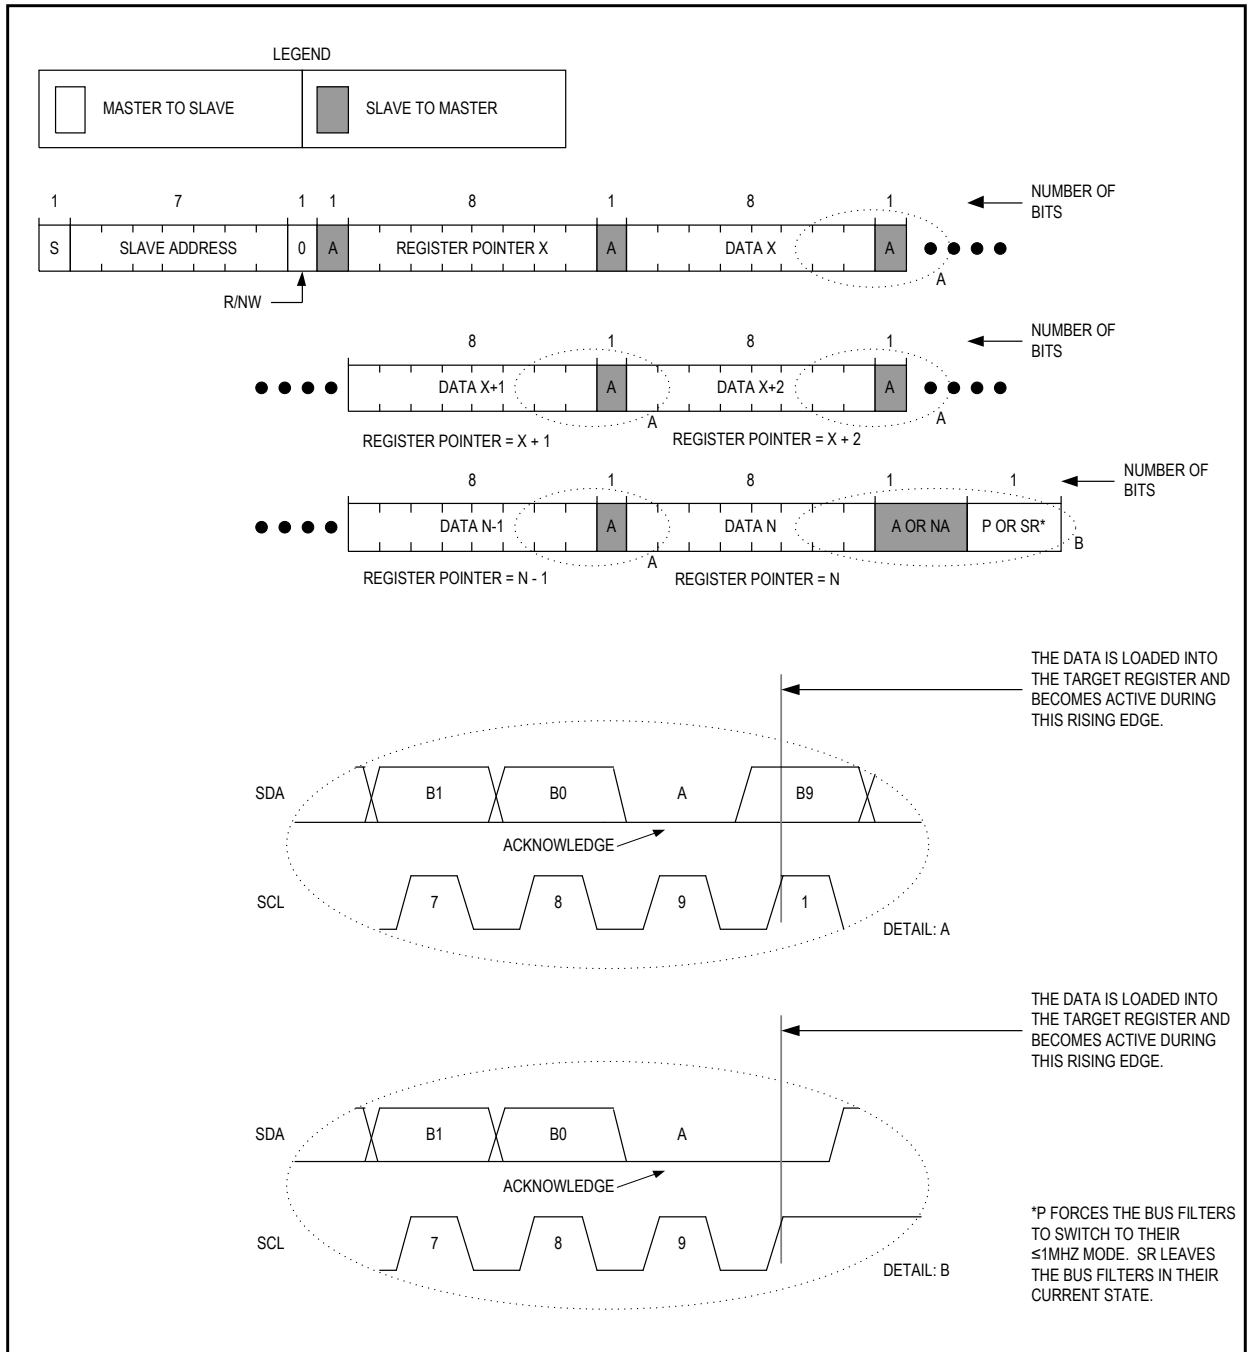 LEGEND
MASTER TO SLAVE SLAVE TO MASTER
1 7 1 1 8 1 8 1 NUMBER OF
BITS
S SLAVE ADDRESS 0 A REGISTER POINTER X A DATA X A
R/NW A
8 1 8 1 NUMBER OF
BITS
DATA X+1 A DATA X+2 A
A A
REGISTER POINTER = X + 1 REGISTER POINTER = X + 2
8 1 8 1 1 NUMBER OF
BITS
DATA N-1 A DATA N A OR NA P OR SR* B
A
REGISTER POINTER = N - 1 REGISTER POINTER = N
THE DATA IS LOADED INTO
THE TARGET REGISTER AND
BECOMES ACTIVE DURING
THIS RISING EDGE.
SDA B1 B0 A B9
ACKNOWLEDGE
SCL 7 8 9 1
DETAIL: A
THE DATA IS LOADED INTO
THE TARGET REGISTER AND
BECOMES ACTIVE DURING
THIS RISING EDGE.
SDA B1 B0 A
ACKNOWLEDGE
SCL 7 8 9
DETAIL: B
*P FORCES THE BUS FILTERS
TO SWITCH TO THEIR
≤1MHZ MODE. SR LEAVES
THE BUS FILTERS IN THEIR
CURRENT STATE.